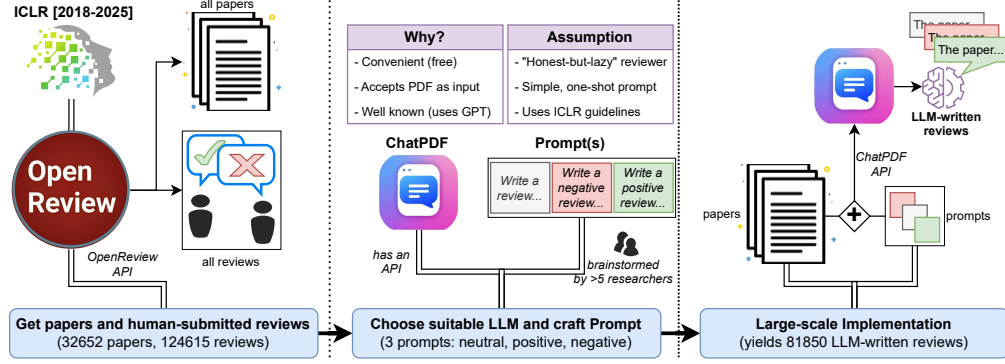 ICLR [2018-2025]
all papers
Open
Review
all reviews
OpenReview
API
Get papers and human-submitted reviews
(32652 papers, 124615 reviews)
Why?
- Convenient (free)
- Accepts PDF as input
- Well known (uses GPT)
Assumption
- "Honest-but-lazy" reviewer
- Simple, one-shot prompt
- Uses ICLR guidelines
ChatPDF
Prompt(s)
Write a
review...
Write a
negative
review...
Write a
positive
review...
has an
API
brainstormed
by >5 researchers
Choose suitable LLM and craft Prompt
(3 prompts: neutral, positive, negative)
The paper
The paper
The paper...
LLM-written
reviews
ChatPDF
API
papers
prompts
Large-scale Implementation
(yields 81850 LLM-written reviews)